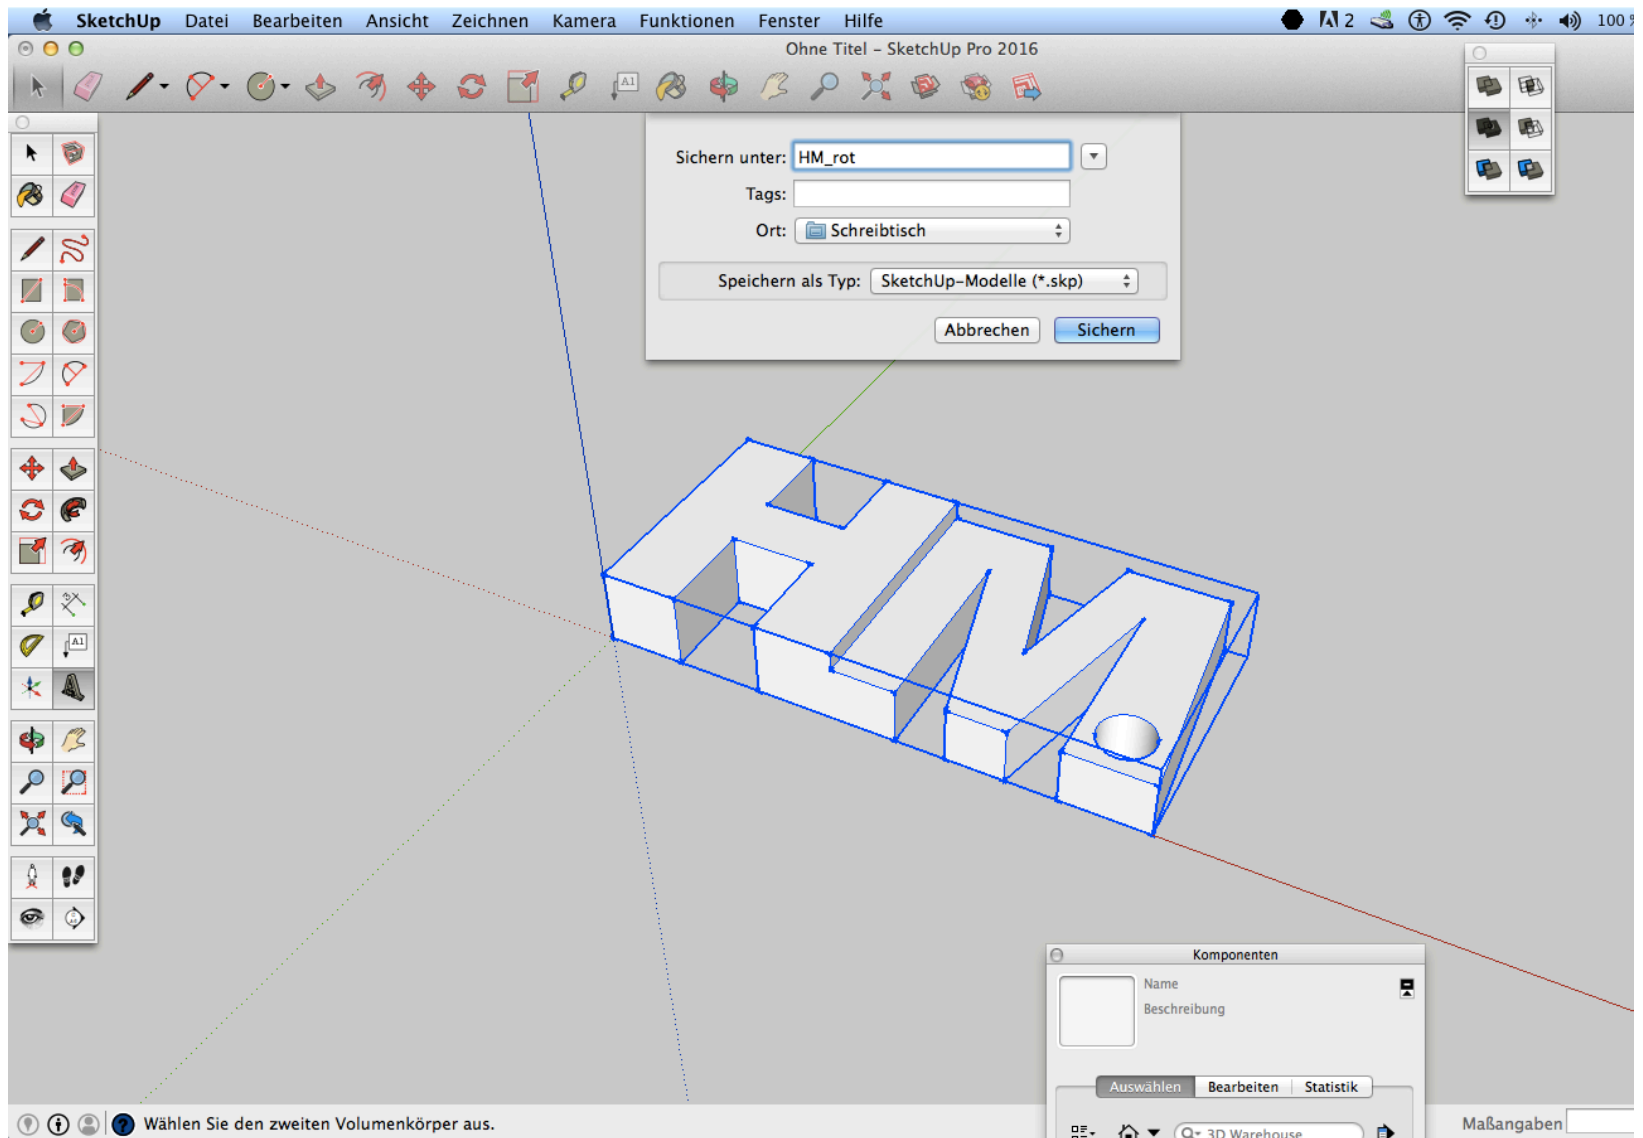 SketchUp Datei Bearbeiten Ansicht Zeichnen Kamera Funktionen Fenster Hilfe 2 100 %
Ohne Titel – SketchUp Pro 2016
A1
Sichern unter: HM_rot
Tags:
Ort: Schreibtisch
Speichern als Typ: SketchUp-Modelle (*.skp)
Abbrechen Sichern
A1
Komponenten
Name
Beschreibung
Auswählen Bearbeiten Statistik
3D Warehouse
Wählen Sie den zweiten Volumenkörper aus.
Maßangaben